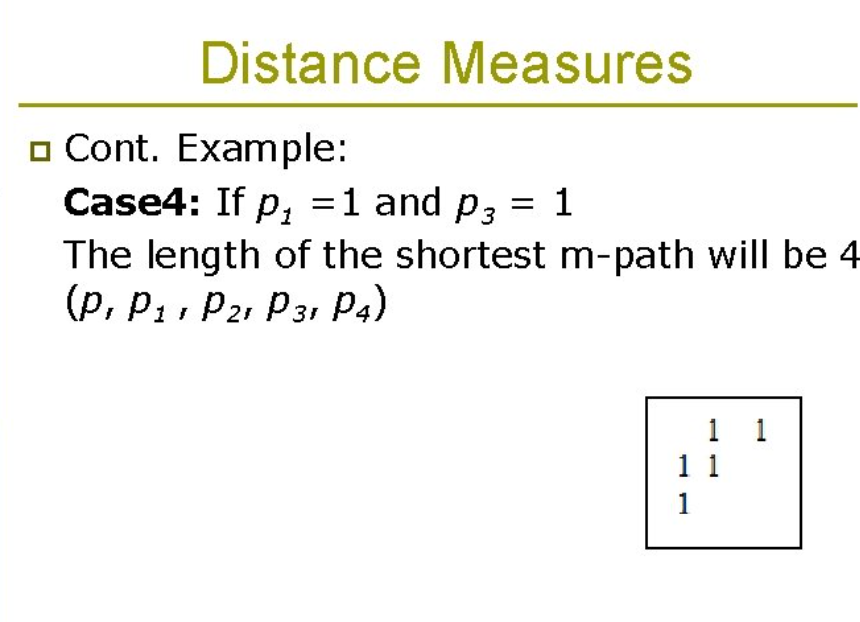 Distance Measures
Cont. Example:
Case4: If p₁ =1 and p₃ = 1
The length of the shortest m-path will be 4
(p, p₁ , p₂, p₃, p₄)
1 1
1 1
1